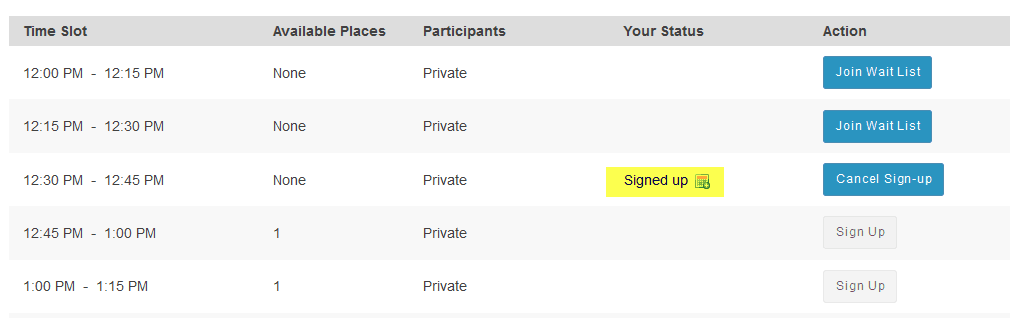 Time Slot Available Places Participants Your Status Action
12:00 PM - 12:15 PM None Private Join Wait List
12:15 PM - 12:30 PM None Private Join Wait List
12:30 PM - 12:45 PM None Private Signed up Cancel Sign-up
12:45 PM - 1:00 PM 1 Private Sign Up
1:00 PM - 1:15 PM 1 Private Sign Up